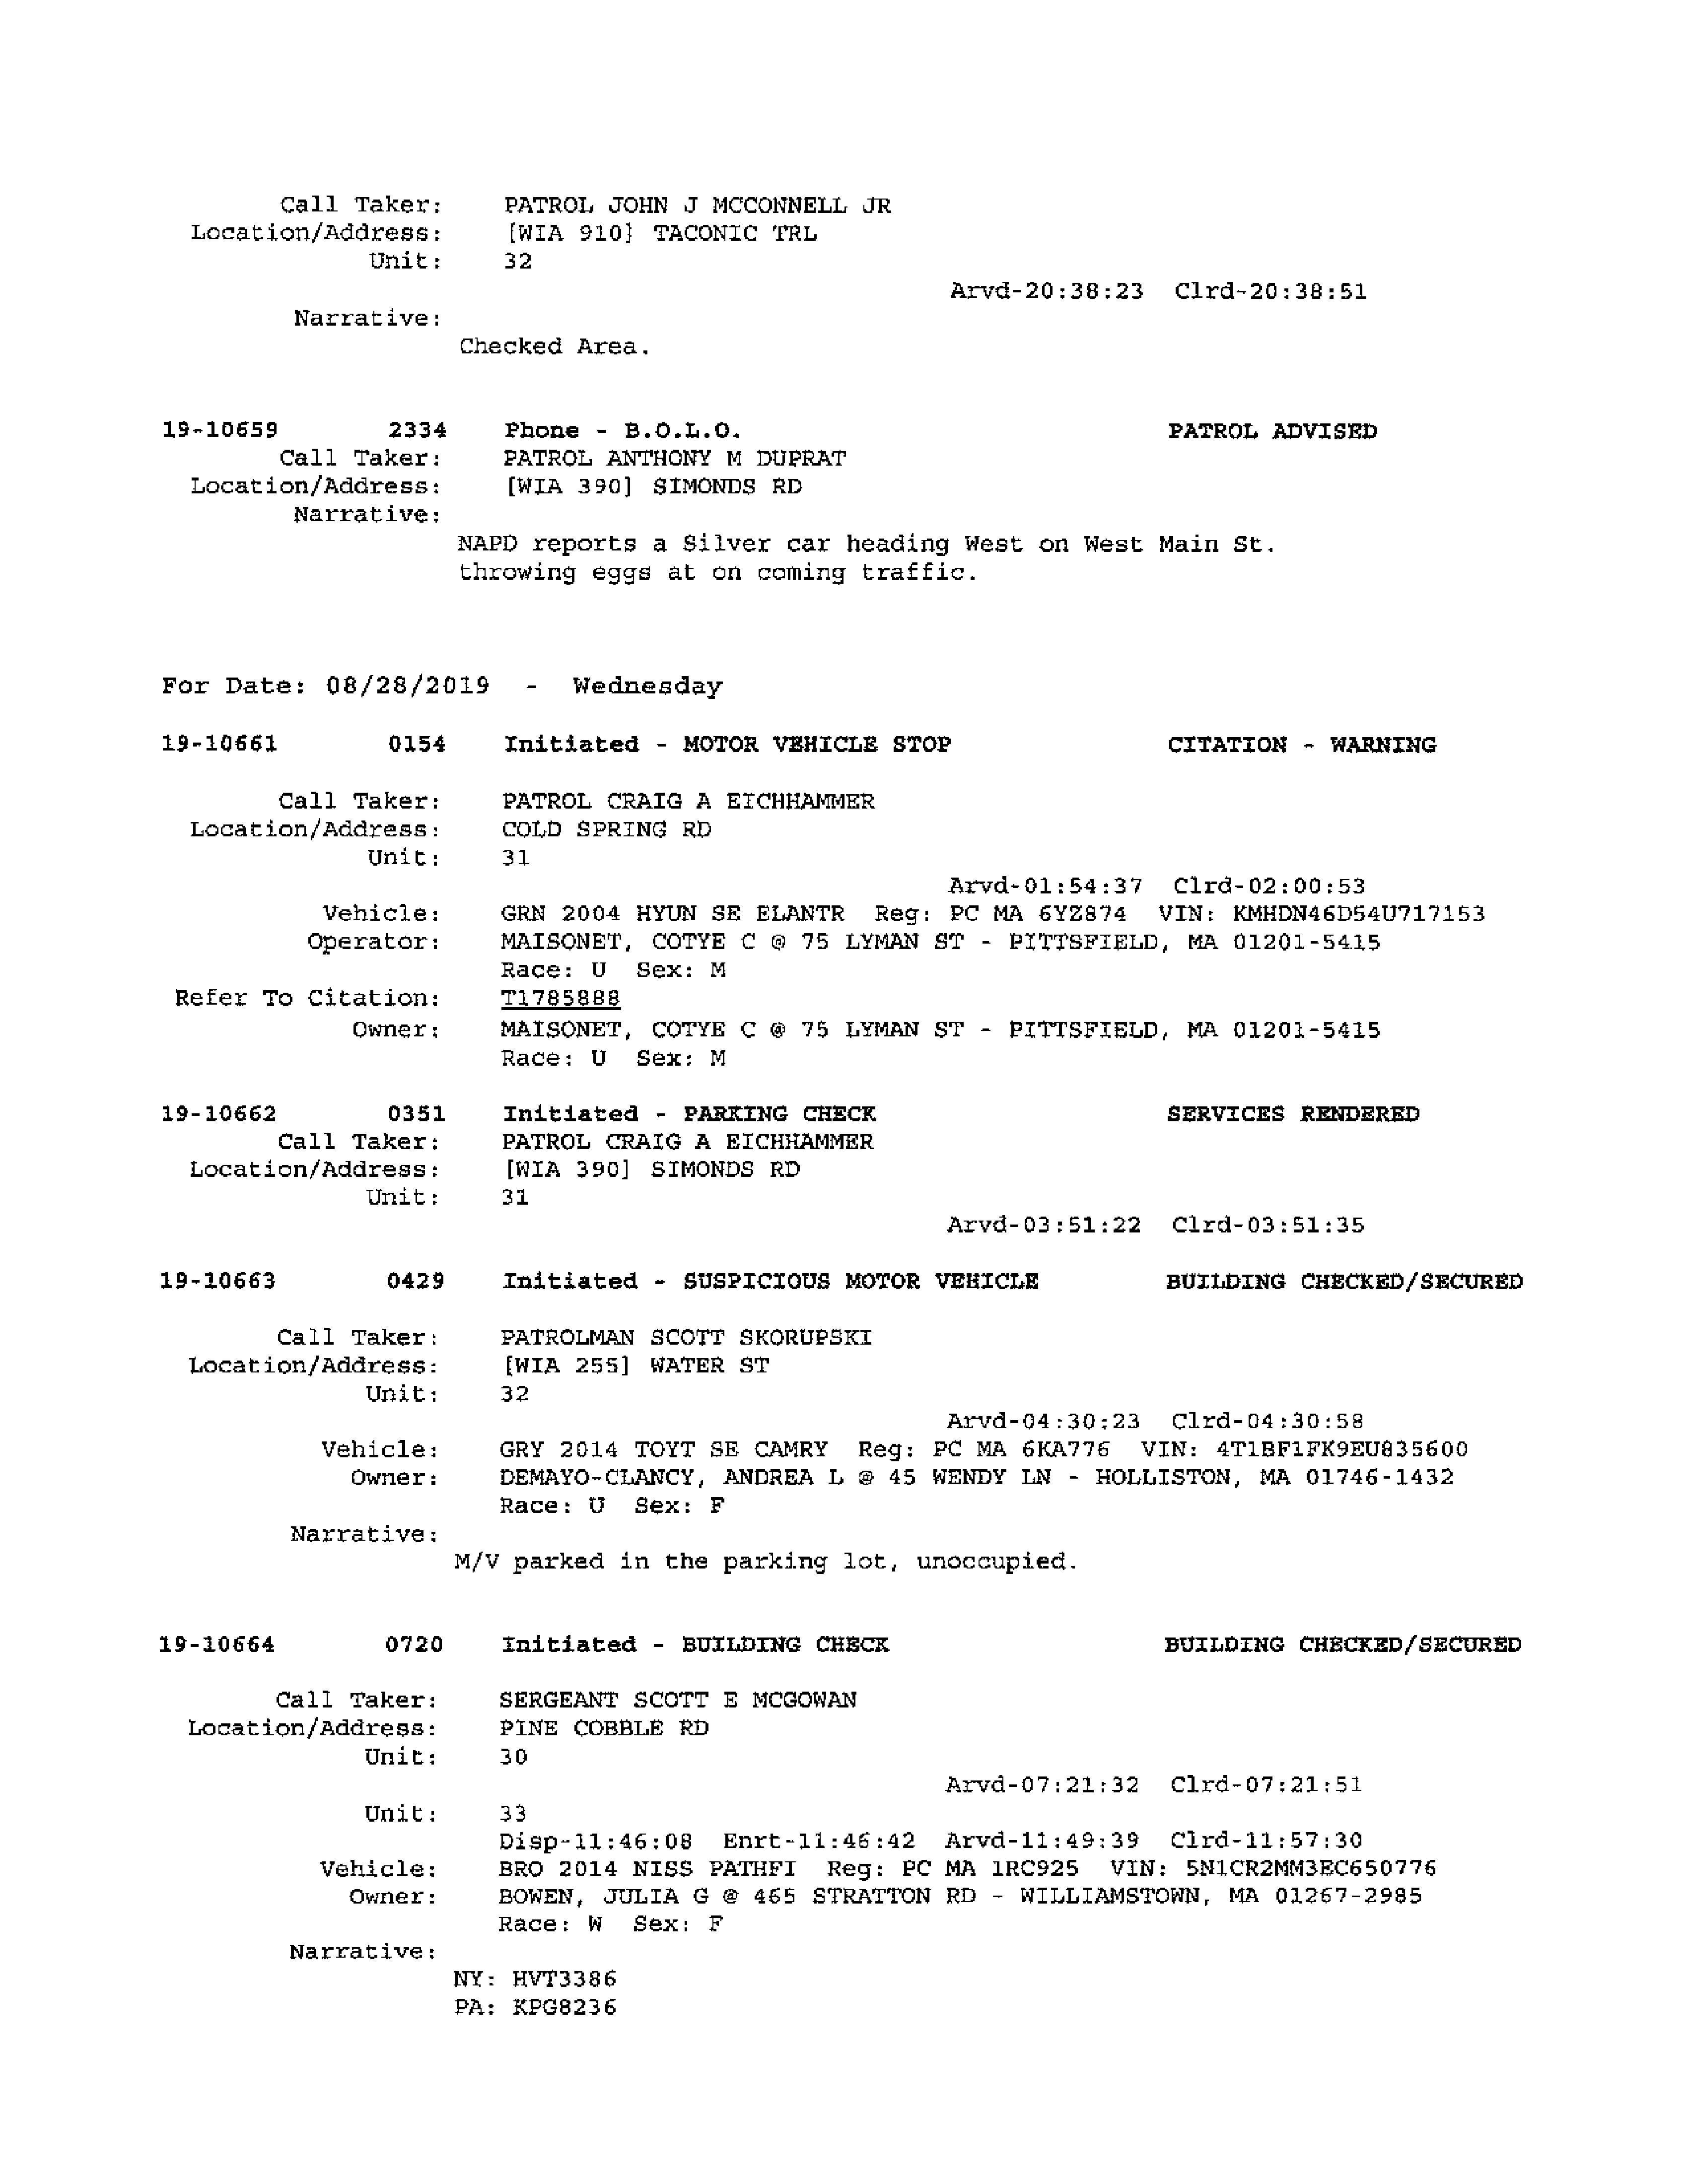 Call Taker: PATROL JOHN J MCCONNELL JR
Location/Address: [WIA 910] TACONIC TRL
Unit: 32
Arvd-20:38:23 Clrd-20:38:51
Narrative:
Checked Area.
19-10659 2334 Phone - B.O.L.O. PATROL ADVISED
Call Taker: PATROL ANTHONY M DUPRAT
Location/Address: [WIA 390] SIMONDS RD
Narrative:
NAPD reports a Silver car heading West on West Main St.
throwing eggs at on coming traffic.
For Date: 08/28/2019 - Wednesday
19-10661 0154 Initiated - MOTOR VEHICLE STOP CITATION - WARNING
Call Taker: PATROL CRAIG A EICHHAMMER
Location/Address: COLD SPRING RD
Unit: 31
Arvd-01:54:37 Clrd-02:00:53
Vehicle: GRN 2004 HYUN SE ELANTR Reg: PC MA 6YZ874 VIN: KMHDN46D54U717153
Operator: MAISONET, COTYE C @ 75 LYMAN ST - PITTSFIELD, MA 01201-5415
Race: U Sex: M
Refer To Citation: T1785888
Owner: MAISONET, COTYE C @ 75 LYMAN ST - PITTSFIELD, MA 01201-5415
Race: U Sex: M
19-10662 0351 Initiated - PARKING CHECK SERVICES RENDERED
Call Taker: PATROL CRAIG A EICHHAMMER
Location/Address: [WIA 390] SIMONDS RD
Unit: 31
Arvd-03:51:22 Clrd-03:51:35
19-10663 0429 Initiated - SUSPICIOUS MOTOR VEHICLE BUILDING CHECKED/SECURED
Call Taker: PATROLMAN SCOTT SKORUPSKI
Location/Address: [WIA 255] WATER ST
Unit: 32
Arvd-04:30:23 Clrd-04:30:58
Vehicle: GRY 2014 TOYT SE CAMRY Reg: PC MA 6KA776 VIN: 4T1BF1FK9EU835600
Owner: DEMAYO-CLANCY, ANDREA L @ 45 WENDY LN - HOLLISTON, MA 01746-1432
Race: U Sex: F
Narrative:
M/V parked in the parking lot, unoccupied.
19-10664 0720 Initiated - BUILDING CHECK BUILDING CHECKED/SECURED
Call Taker: SERGEANT SCOTT E MCGOWAN
Location/Address: PINE COBBLE RD
Unit: 30
Arvd-07:21:32 Clrd-07:21:51
Unit: 33
Disp-11:46:08 Enrt-11:46:42 Arvd-11:49:39 Clrd-11:57:30
Vehicle: BRO 2014 NISS PATHFI Reg: PC MA 1RC925 VIN: 5N1CR2MM3EC650776
Owner: BOWEN, JULIA G @ 465 STRATTON RD - WILLIAMSTOWN, MA 01267-2985
Race: W Sex: F
Narrative:
NY: HVT3386
PA: KPG8236